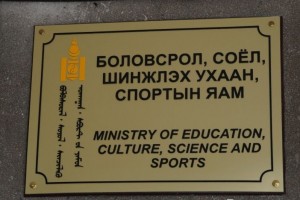 БОЛОВСРОЛ, СОЁЛ,
ШИНЖЛЭХ УХААН,
СПОРТЫН ЯАМ
MINISTRY OF EDUCATION,
CULTURE, SCIENCE AND
SPORTS